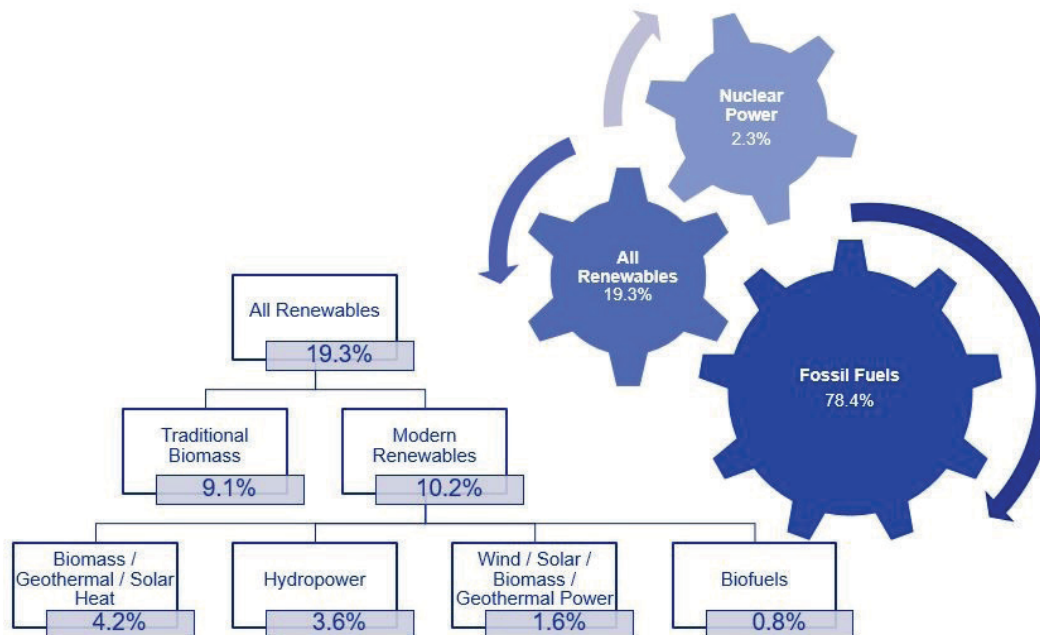 Nuclear
Power
2.3%
All
Renewables
19.3%
Fossil Fuels
78.4%
All Renewables
19.3%
Traditional
Biomass
9.1%
Modern
Renewables
10.2%
Biomass /
Geothermal / Solar
Heat
4.2%
Hydropower
3.6%
Wind / Solar /
Biomass /
Geothermal Power
1.6%
Biofuels
0.8%